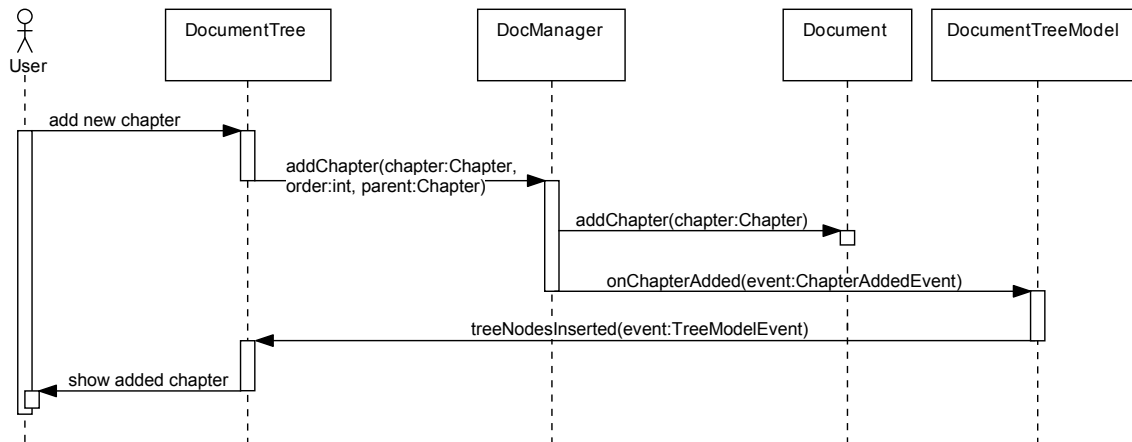 DocumentTree
DocManager
Document
DocumentTreeModel
User
add new chapter
addChapter(chapter:Chapter,
order:int, parent:Chapter)
addChapter(chapter:Chapter)
onChapterAdded(event:ChapterAddedEvent)
treeNodesInserted(event:TreeModelEvent)
show added chapter